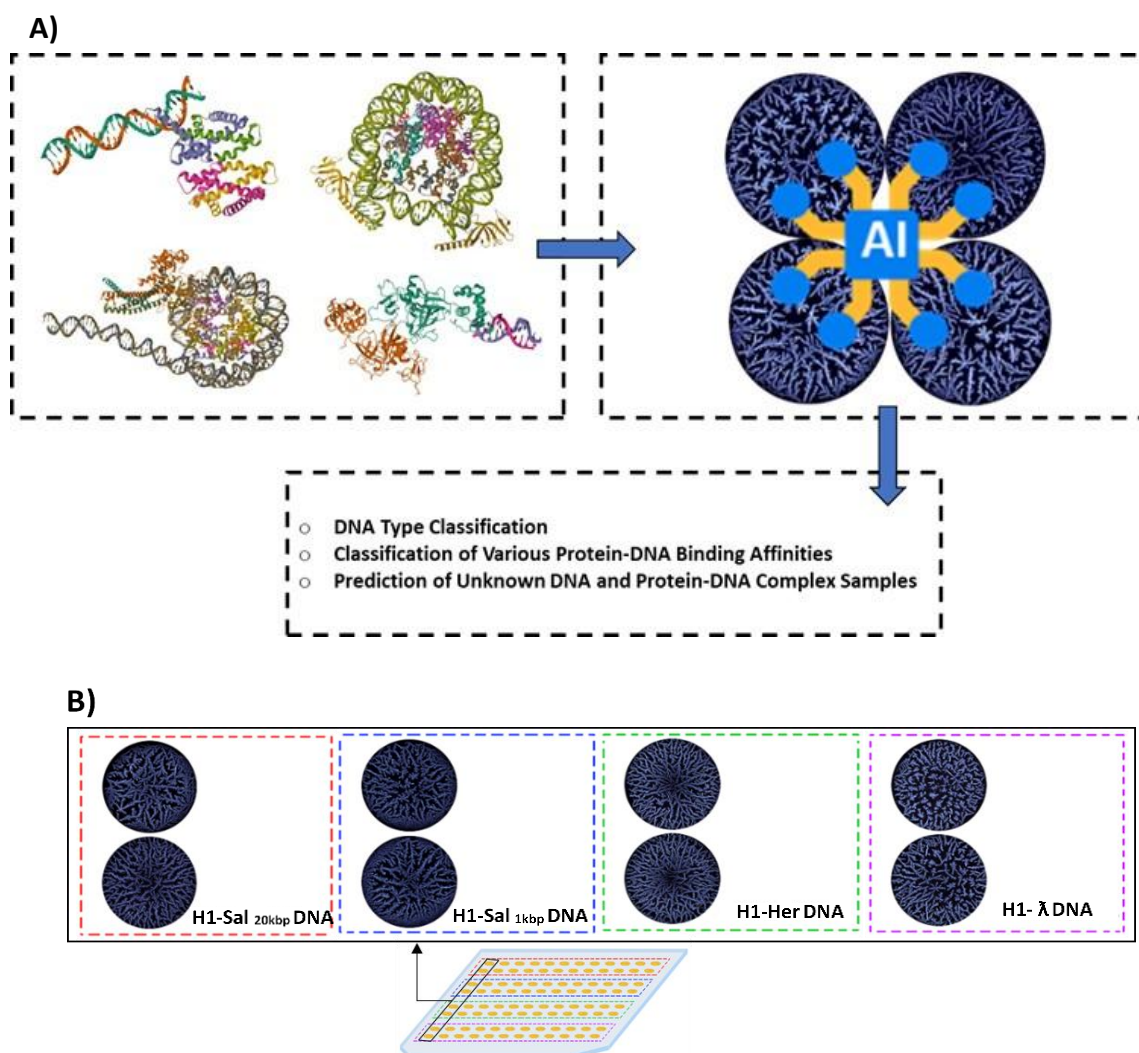 A)
AI
○ DNA Type Classification
○ Classification of Various Protein-DNA Binding Affinities
○ Prediction of Unknown DNA and Protein-DNA Complex Samples
B)
H1-Sal 20kbp DNA
H1-Sal 1kbp DNA
H1-Her DNA
H1- λ DNA